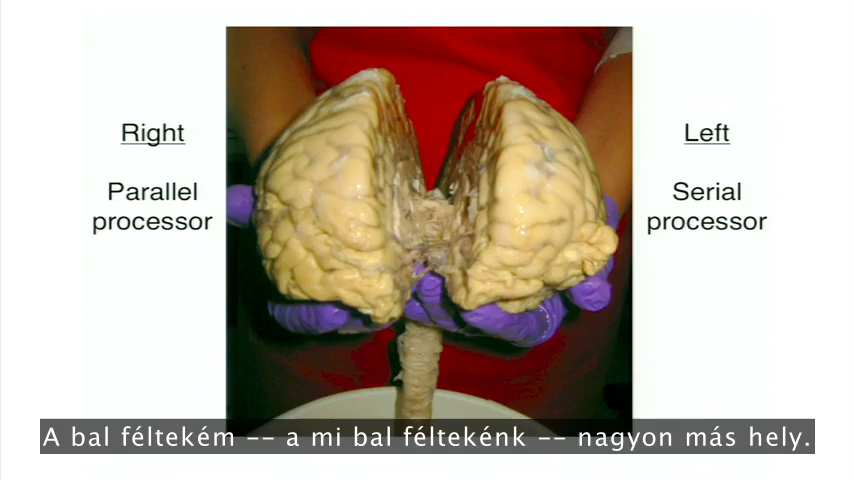 Right
Parallel
processor
Left
Serial
processor
A bal féltekém -- a mi bal féltekénk -- nagyon más hely.